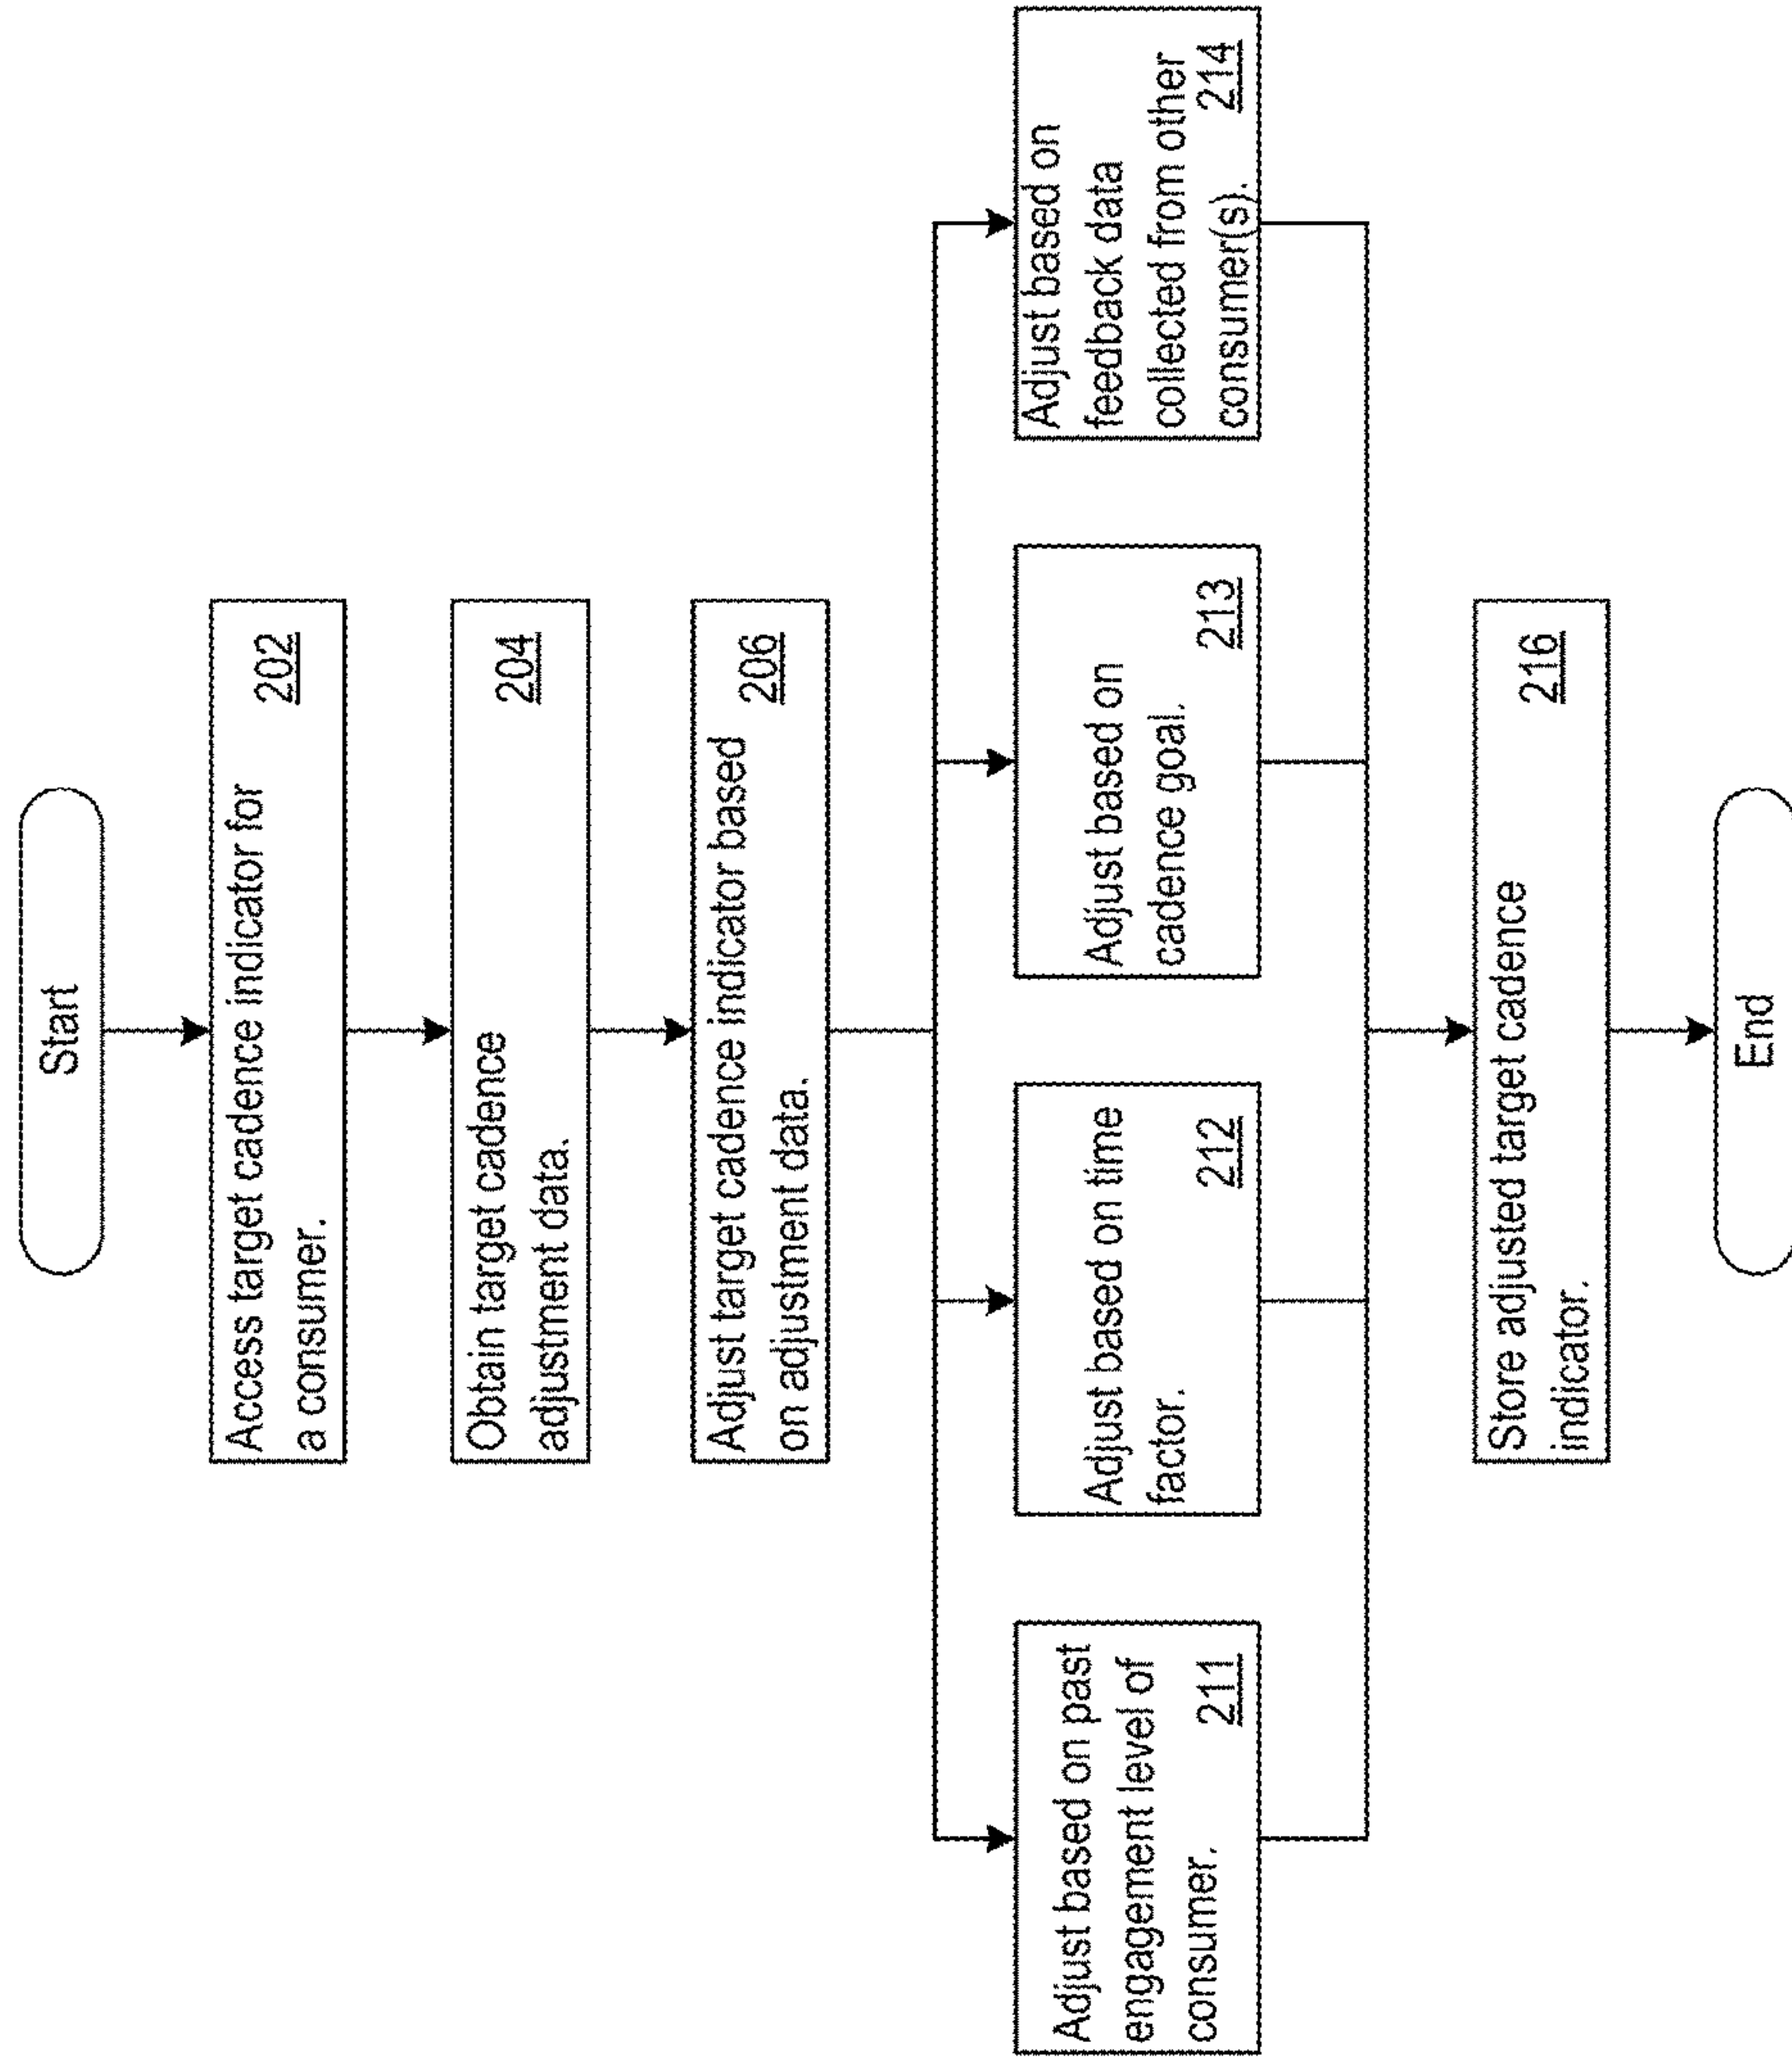 Start
Access target cadence indicator for
a consumer. 202
Obtain target cadence
adjustment data. 204
Adjust target cadence indicator based
on adjustment data. 206
Adjust based on past
engagement level of
consumer. 211
Adjust based on time
factor. 212
Adjust based on
cadence goal. 213
Adjust based on
feedback data
collected from other
consumer(s). 214
Store adjusted target cadence
indicator. 216
End